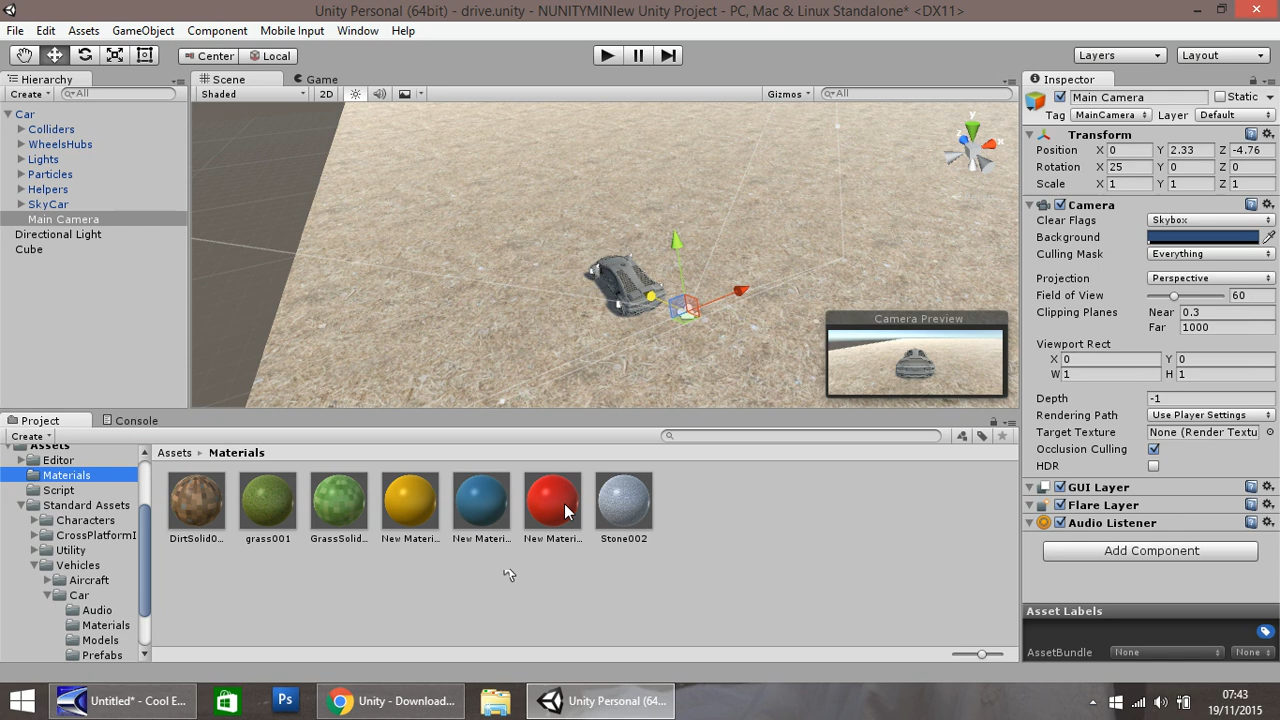 Unity Personal (64bit) - drive.unity - NUNITYMINIew Unity Project - PC, Mac & Linux Standalone* <DX11>
File Edit Assets GameObject Component Mobile Input Window Help
Center Local Layers Layout
Hierarchy
Create All
Car
Colliders
WheelsHubs
Lights
Particles
Helpers
SkyCar
Main Camera
Directional Light
Cube
Scene Game
Shaded 2D Gizmos All
y
x
z
Camera Preview
Inspector
Main Camera Static
Tag MainCamera Layer Default
Transform
Position X 0 Y 2.33 Z -4.76
Rotation X 25 Y 0 Z 0
Scale X 1 Y 1 Z 1
Camera
Clear Flags Skybox
Background
Culling Mask Everything
Projection Perspective
Field of View 60
Clipping Planes Near 0.3
Far 1000
Viewport Rect
X 0 Y 0
W 1 H 1
Depth -1
Rendering Path Use Player Settings
Target Texture None (Render Textu
Occlusion Culling
HDR
GUI Layer
Flare Layer
Audio Listener
Add Component
Asset Labels
AssetBundle None None
Project Console
Create
Assets
Editor
Materials
Script
Standard Assets
Characters
CrossPlatformI
Utility
Vehicles
Aircraft
Car
Audio
Materials
Models
Prefabs
Assets Materials
DirtSolid0... grass001 GrassSolid... New Materi... New Materi... New Materi... Stone002
Untitled* - Cool E... Ps Unity - Download... Unity Personal (64...
07:43
19/11/2015